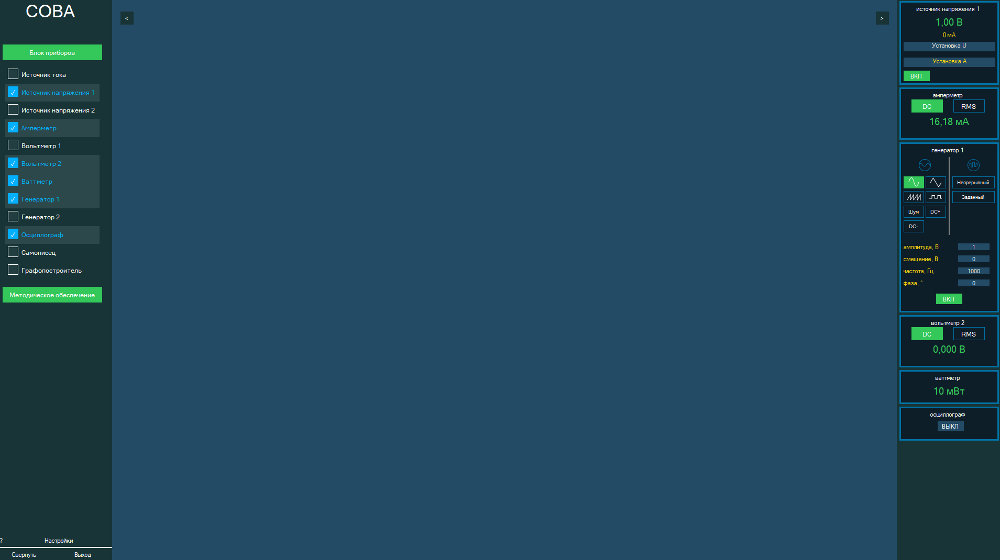 СОВА
Блок приборов
Источник тока
Источник напряжения 1
Источник напряжения 2
Амперметр
Вольтметр 1
Вольтметр 2
Ваттметр
Генератор 1
Генератор 2
Осциллограф
Самописец
Графопостроитель
Методическое обеспечение
?
Настройки
Свернуть
Выход
<
>
источник напряжения 1
1,00 В
0 мА
Установка U
Установка А
ВКЛ
амперметр
DC RMS
16,18 мА
генератор 1
Непрерывный
Заданный
Шум DC+
DC-
амплитуда, В 1
смещение, В 0
частота, Гц 1000
фаза, ° 0
ВКЛ
вольтметр 2
DC RMS
0,000 В
ваттметр
10 мВт
осциллограф
ВЫКЛ